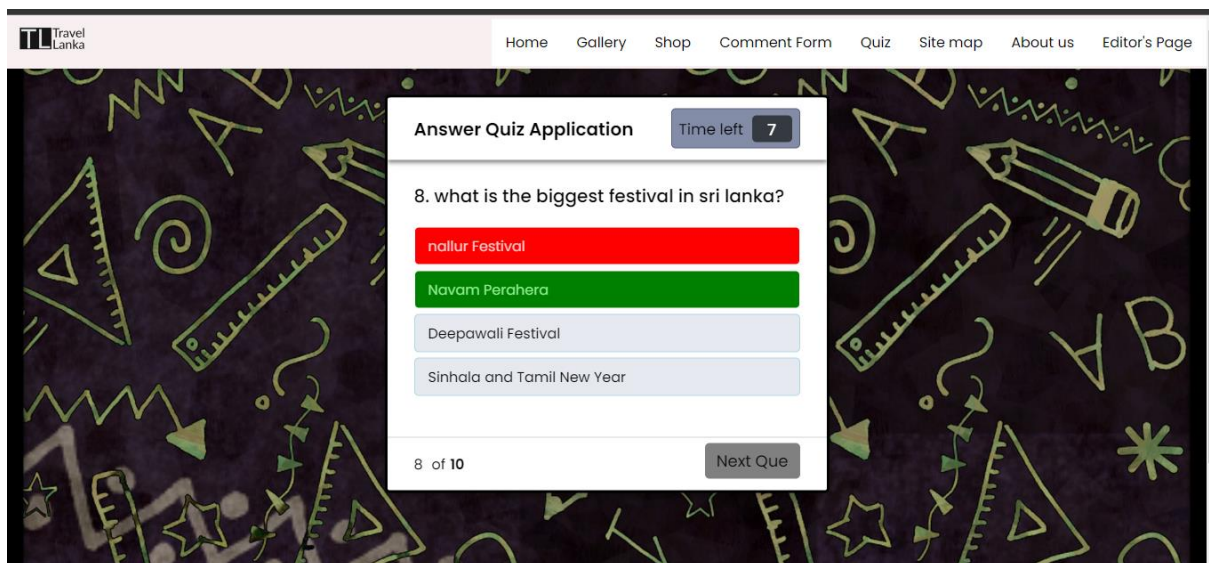 TL Travel
Lanka
Home Gallery Shop Comment Form Quiz Site map About us Editor's Page
Answer Quiz Application Time left 7
8. what is the biggest festival in sri lanka?
nallur Festival
Navam Perahera
Deepawali Festival
Sinhala and Tamil New Year
8 of 10 Next Que